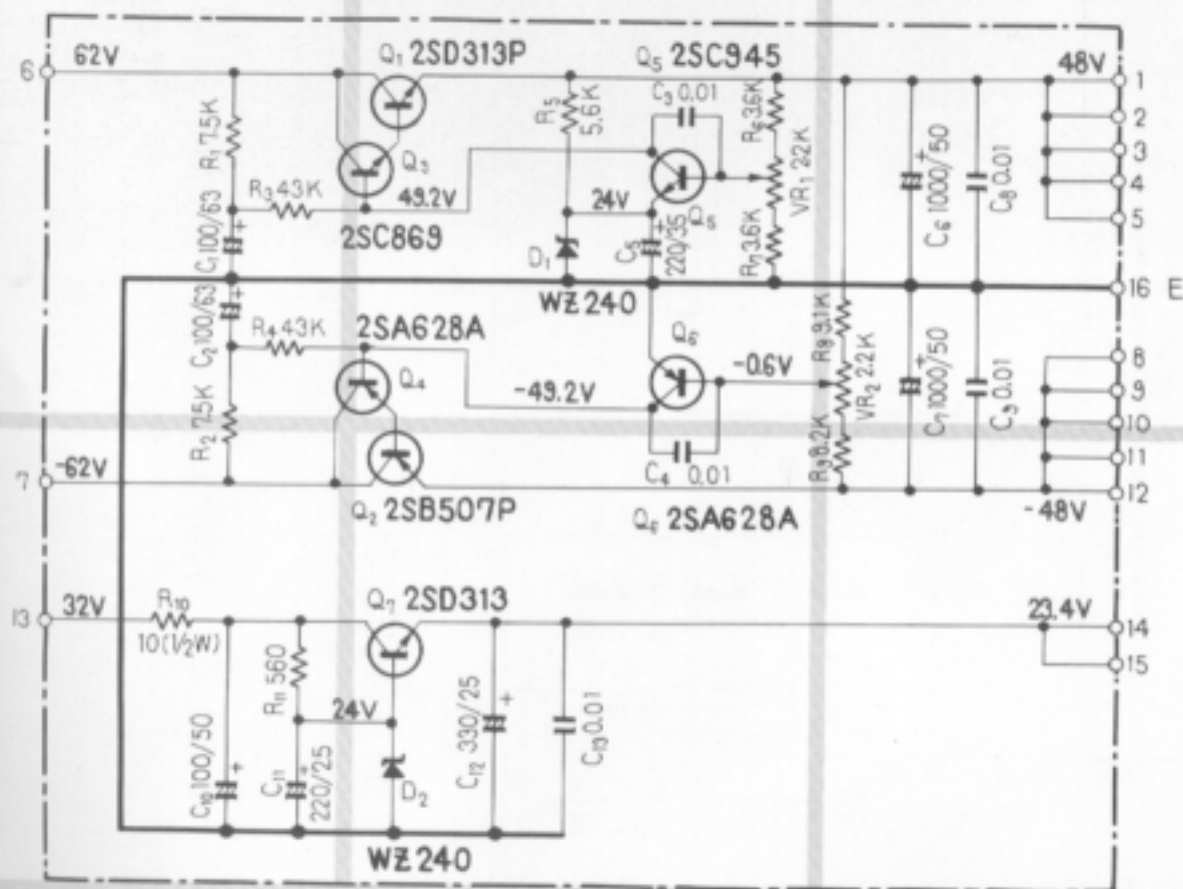 6 62V
Q₁ 2SD313P
Q₅ 2SC945
48V 1
2
3
4
5
R₁ 7.5K
R₅ 5.6K
C₃ 0.01
R₆ 3.6K
VR₁ 2.2K
R₇ 3.6K
Q₃
Q₅
R₃ 43K
49.2V
24V
2SC869
C₁ 100/63
D₁
C₅ 220/35
C₆ 1000/50
C₈ 0.01
WZ 240
16 E
C₂ 100/63
R₄ 43K
2SA628A
Q₆
Q₄
-0.6V
-49.2V
R₈ 9.1K
VR₂ 2.2K
R₉ 8.2K
C₇ 1000/50
C₉ 0.01
8
9
10
11
R₂ 7.5K
7 -62V
C₄ 0.01
12
-48V
Q₂ 2SB507P
Q₆ 2SA628A
13 32V
R₁₀
10(1/2W)
Q₇ 2SD313
23.4V 14
15
R₁₁ 560
24V
C₁₀ 100/50
C₁₁ 220/25
D₂
C₁₂ 330/25
C₁₃ 0.01
WZ 240